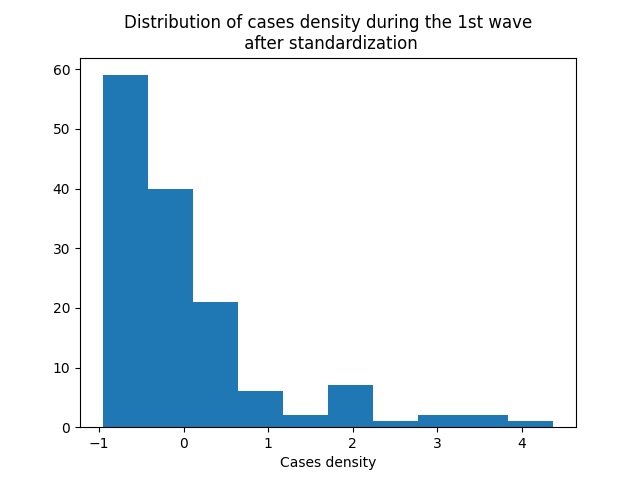 Distribution of cases density during the 1st wave
after standardization
60
50
40
30
20
10
0
−1 0 1 2 3 4
Cases density